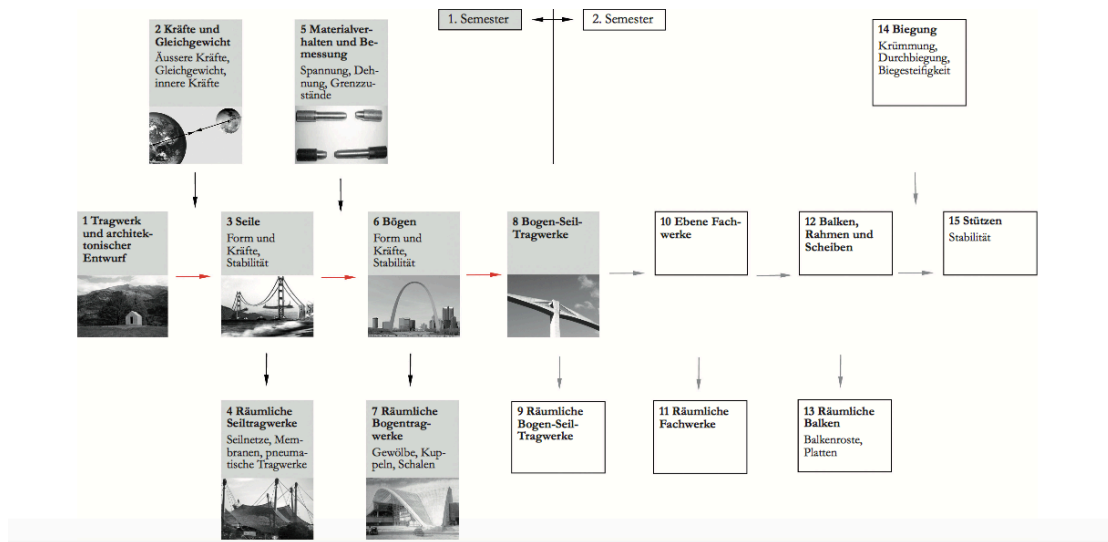 1. Semester
2. Semester
2 Kräfte und
Gleichgewicht
Äussere Kräfte,
Gleichgewicht,
innere Kräfte
5 Materialver-
halten und Be-
messung
Spannung, Deh-
nung, Grenzzu-
stände
14 Biegung
Krümmung,
Durchbiegung,
Biegesteifigkeit
1 Tragwerk
und architek-
tonischer
Entwurf
3 Seile
Form und
Kräfte,
Stabilität
6 Bögen
Form und
Kräfte,
Stabilität
8 Bogen-Seil-
Tragwerke
10 Ebene Fach-
werke
12 Balken,
Rahmen und
Scheiben
15 Stützen
Stabilität
4 Räumliche
Seiltragwerke
Seilnetze, Mem-
branen, pneuma-
tische Tragwerke
7 Räumliche
Bogentrag-
werke
Gewölbe, Kup-
peln, Schalen
9 Räumliche
Bogen-Seil-
Tragwerke
11 Räumliche
Fachwerke
13 Räumliche
Balken
Balkenroste,
Platten